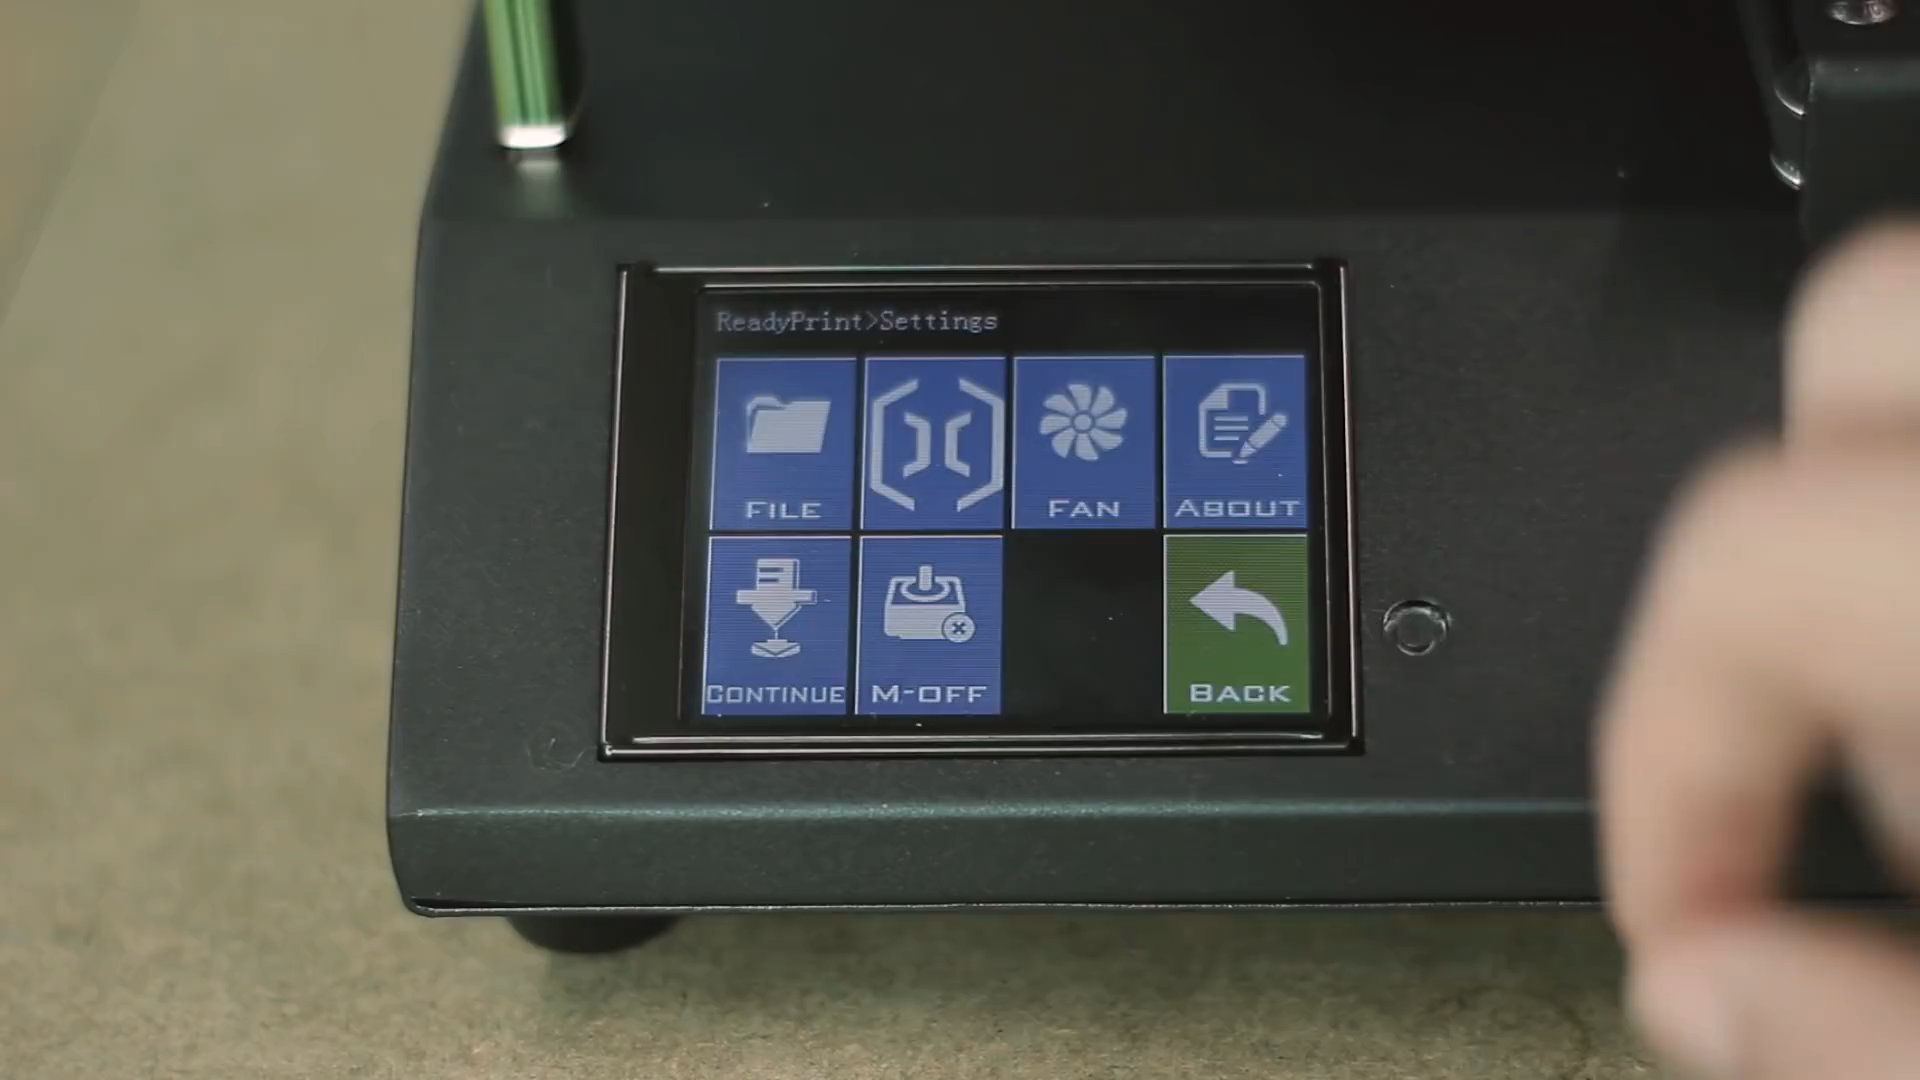 ReadyPrint>Settings
FILE
FAN
ABOUT
CONTINUE
M-OFF
BACK